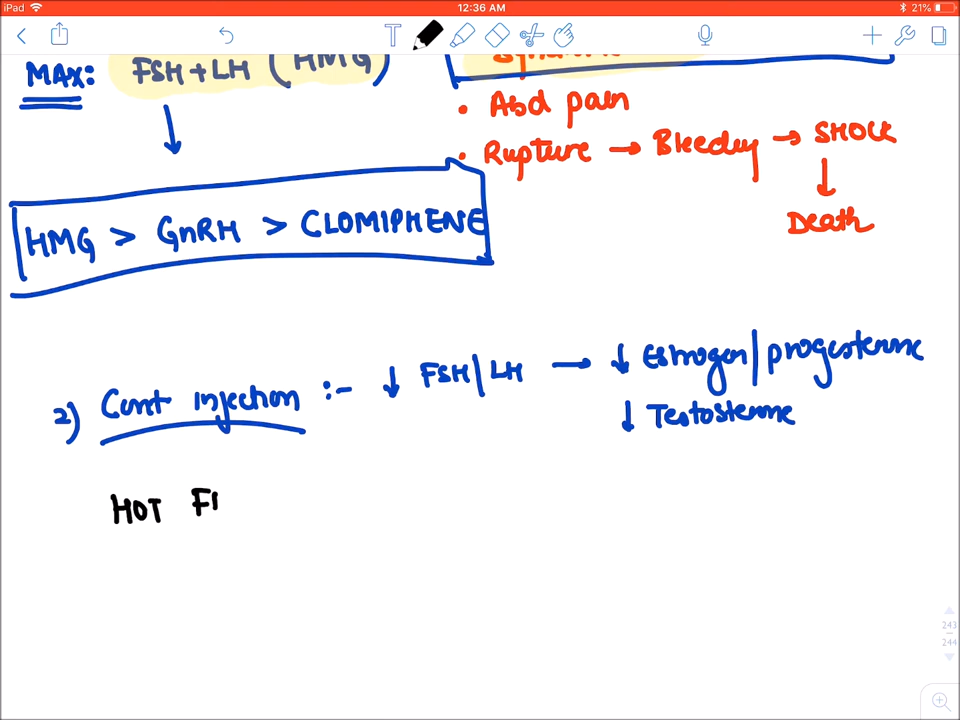 iPad 12:36 AM 21%
T
MAX: FSH + LH (HMG)
• Abd pain
• Rupture → Bleeding → SHOCK
↓
Death
HMG > GnRH > CLOMIPHENE
2) Cont injection :- ↓ FSH/LH → ↓ Estrogen/progesterone
↓ Testosterone
HOT Fl
243
244